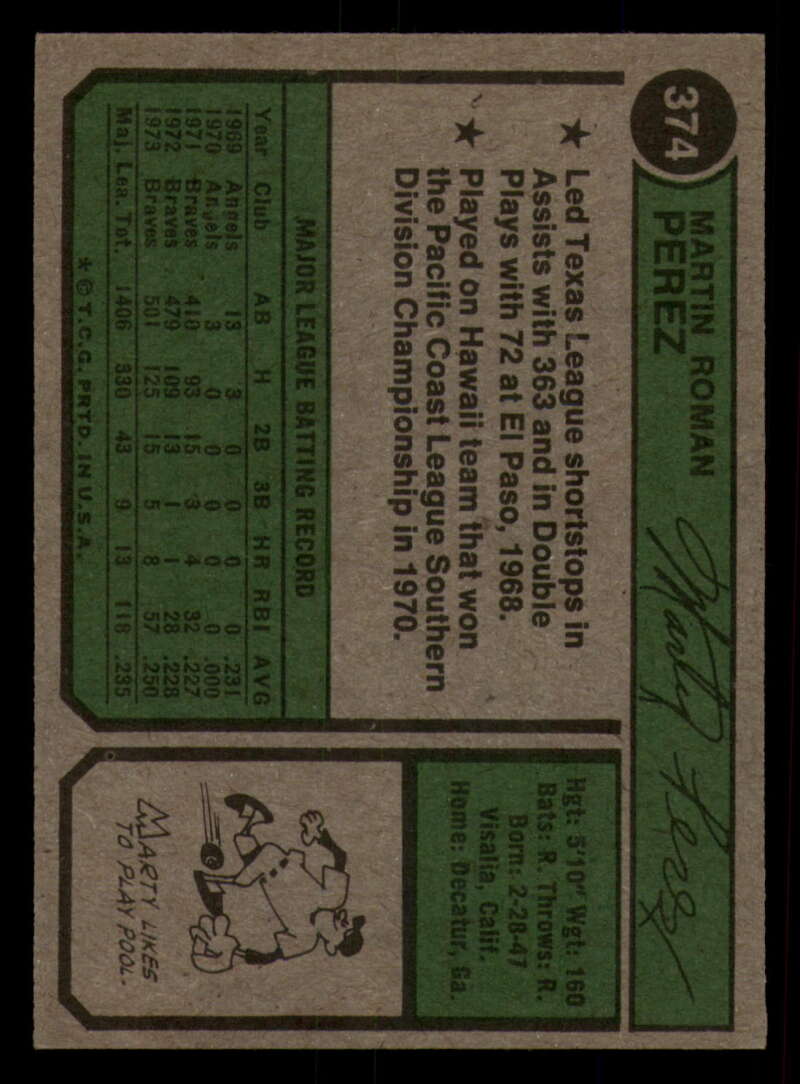 374
MARTIN ROMAN
PEREZ
Marty Perez
★ Led Texas League shortstops in
Assists with 363 and in Double
Plays with 72 at El Paso, 1968.
★ Played on Hawaii team that won
the Pacific Coast League Southern
Division Championship in 1970.
Hgt: 5'10" Wgt: 160
Bats: R. Throws: R.
Born: 2-28-47
Visalia, Calif.
Home: Decatur, Ga.
MAJOR LEAGUE BATTING RECORD
Year Club AB H 2B 3B HR RBI AVG
1969 Angels 13 3 0 0 0 0 .231
1970 Angels 3 0 0 0 0 0 .000
1971 Braves 410 93 15 3 4 32 .227
1972 Braves 479 109 13 1 1 28 .228
1973 Braves 501 125 15 5 8 57 .250
Maj. Lea. Tot. 1406 330 43 9 13 118 .235
* © T.C.G. PRTD. IN U.S.A.
MARTY LIKES
TO PLAY POOL.